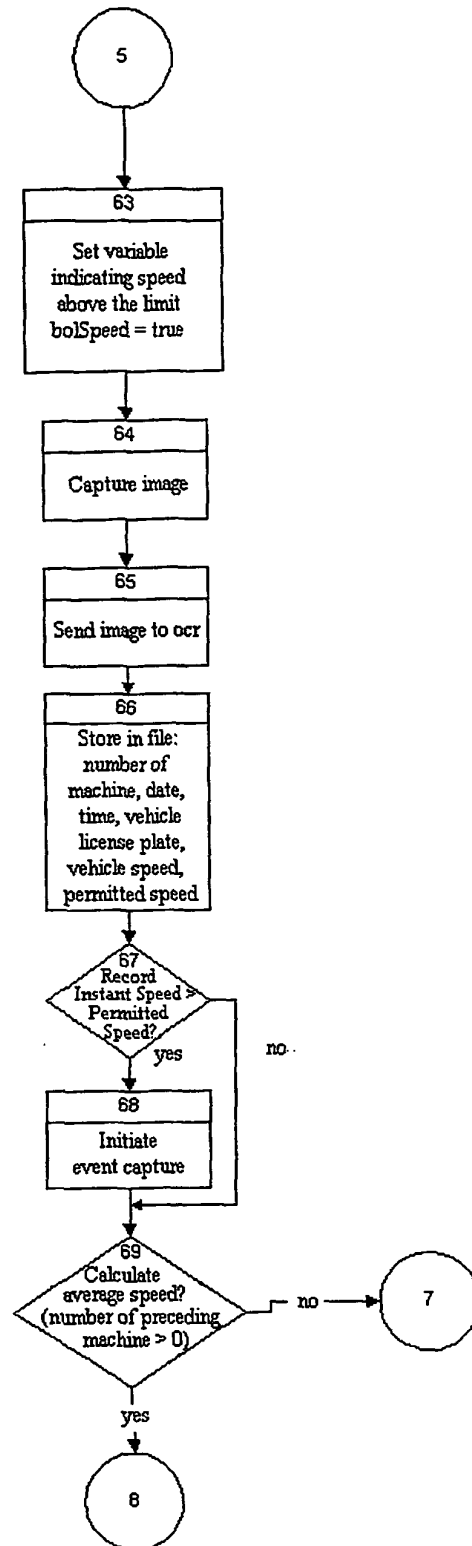 5
63
Set variable
indicating speed
above the limit
bolSpeed = true
64
Capture image
65
Send image to ocr
66
Store in file:
number of
machine, date,
time, vehicle
license plate,
vehicle speed,
permitted speed
67
Record
Instant Speed >
Permitted
Speed?
yes
no
68
Initiate
event capture
69
Calculate
average speed?
(number of preceding
machine > 0)
no
7
yes
8